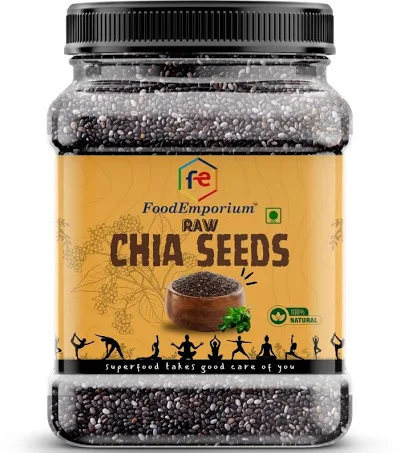 fe
FoodEmporium™
RAW
CHIA SEEDS
100%
NATURAL
superfood takes good care of you